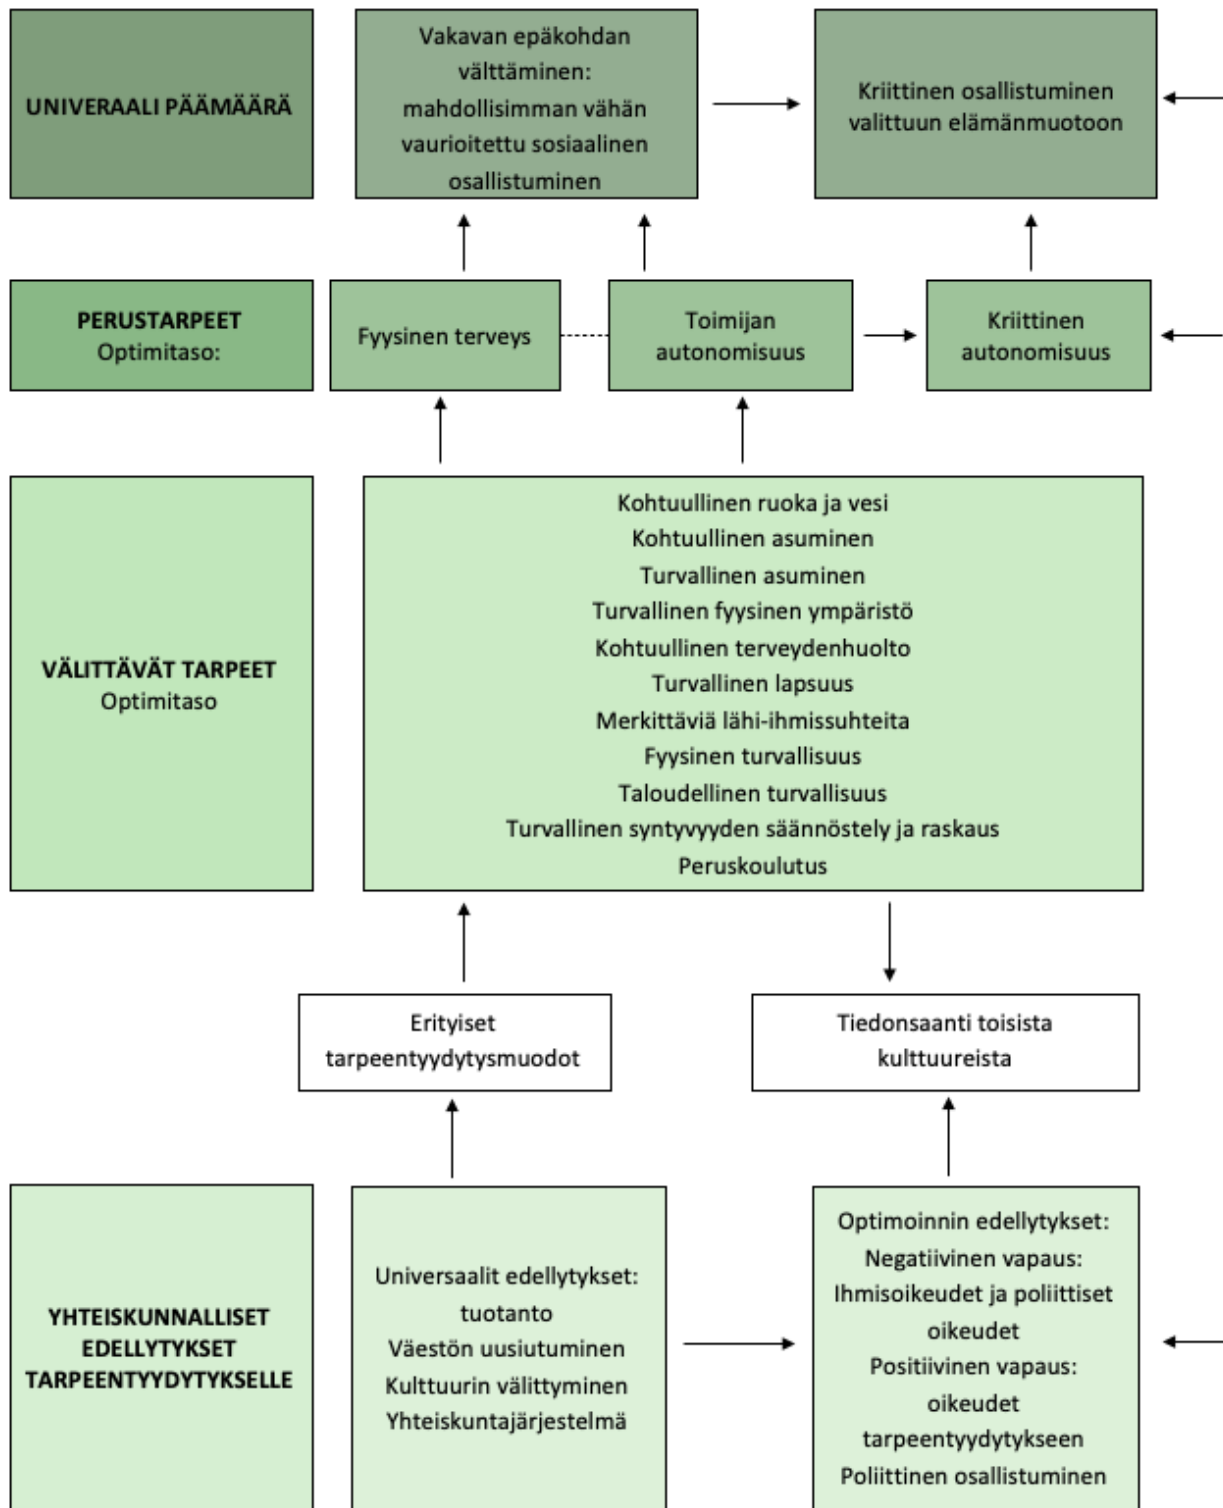 UNIVERAALI PÄÄMÄÄRÄ
Vakavan epäkohdan
välttäminen:
mahdollisimman vähän
vaurioitettu sosiaalinen
osallistuminen
Kriittinen osallistuminen
valittuun elämänmuotoon
PERUSTARPEET
Optimitaso:
Fyysinen terveys
Toimijan
autonomisuus
Kriittinen
autonomisuus
VÄLITTÄVÄT TARPEET
Optimitaso
Kohtuullinen ruoka ja vesi
Kohtuullinen asuminen
Turvallinen asuminen
Turvallinen fyysinen ympäristö
Kohtuullinen terveydenhuolto
Turvallinen lapsuus
Merkittäviä lähi-ihmissuhteita
Fyysinen turvallisuus
Taloudellinen turvallisuus
Turvallinen syntyvyyden säännöstely ja raskaus
Peruskoulutus
Erityiset
tarpeentyydytysmuodot
Tiedonsaanti toisista
kulttuureista
YHTEISKUNNALLISET
EDELLYTYKSET
TARPEENTYYDYTYKSELLE
Universaalit edellytykset:
tuotanto
Väestön uusiutuminen
Kulttuurin välittyminen
Yhteiskuntajärjestelmä
Optimoinnin edellytykset:
Negatiivinen vapaus:
Ihmisoikeudet ja poliittiset
oikeudet
Positiivinen vapaus:
oikeudet
tarpeentyydytykseen
Poliittinen osallistuminen